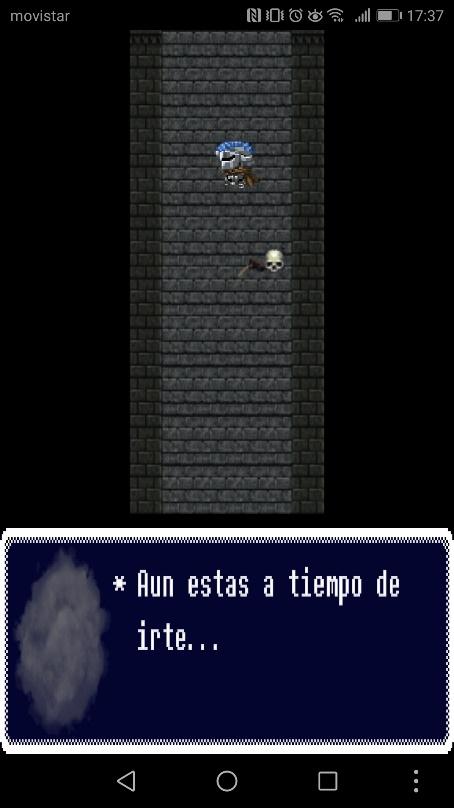 movistar 17:37
* Aun estas a tiempo de
irte...